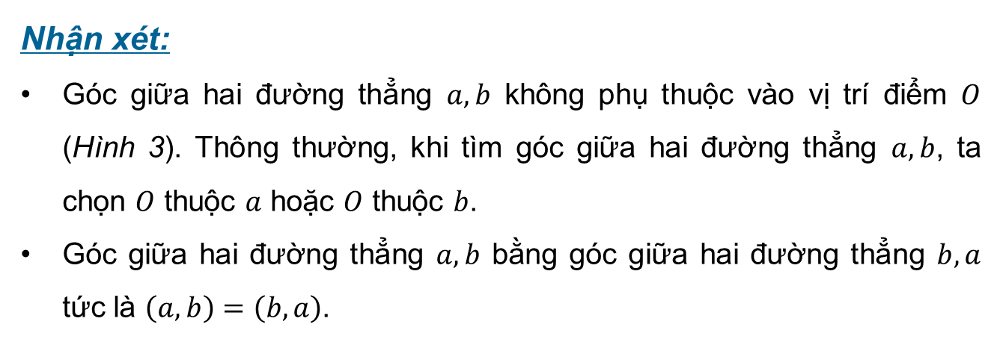 Nhận xét:
• Góc giữa hai đường thẳng a, b không phụ thuộc vào vị trí điểm O
(Hình 3). Thông thường, khi tìm góc giữa hai đường thẳng a, b, ta
chọn O thuộc a hoặc O thuộc b.
• Góc giữa hai đường thẳng a, b bằng góc giữa hai đường thẳng b, a
tức là (a, b) = (b, a).